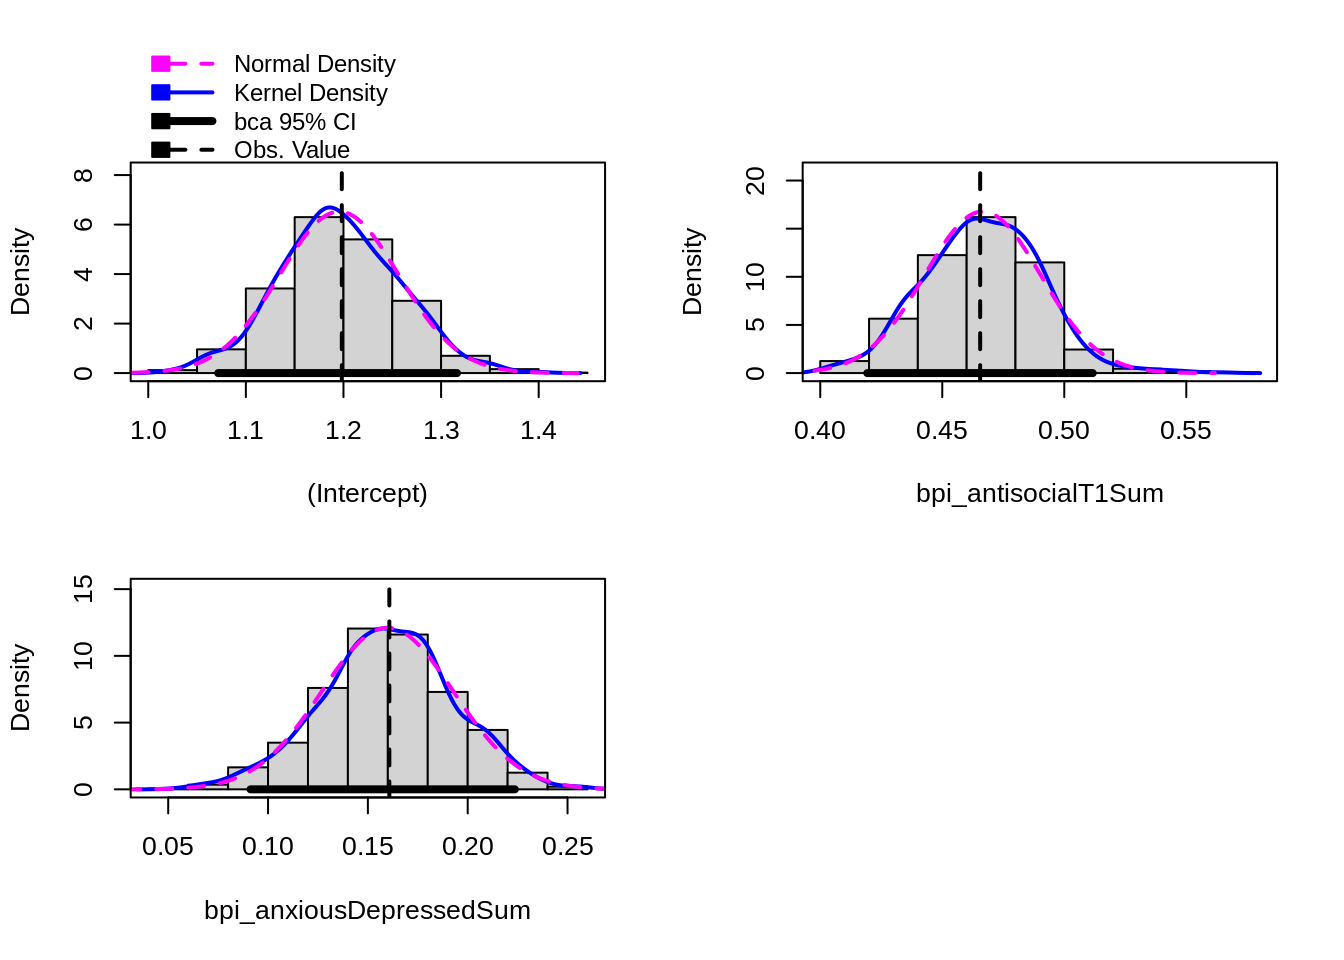 Normal Density
Kernel Density
bca 95% CI
Obs. Value
Density
0 2 4 6 8
1.0 1.1 1.2 1.3 1.4
(Intercept)
Density
0 5 10 20
0.40 0.45 0.50 0.55
bpi_antisocialT1Sum
Density
0 5 10 15
0.05 0.10 0.15 0.20 0.25
bpi_anxiousDepressedSum